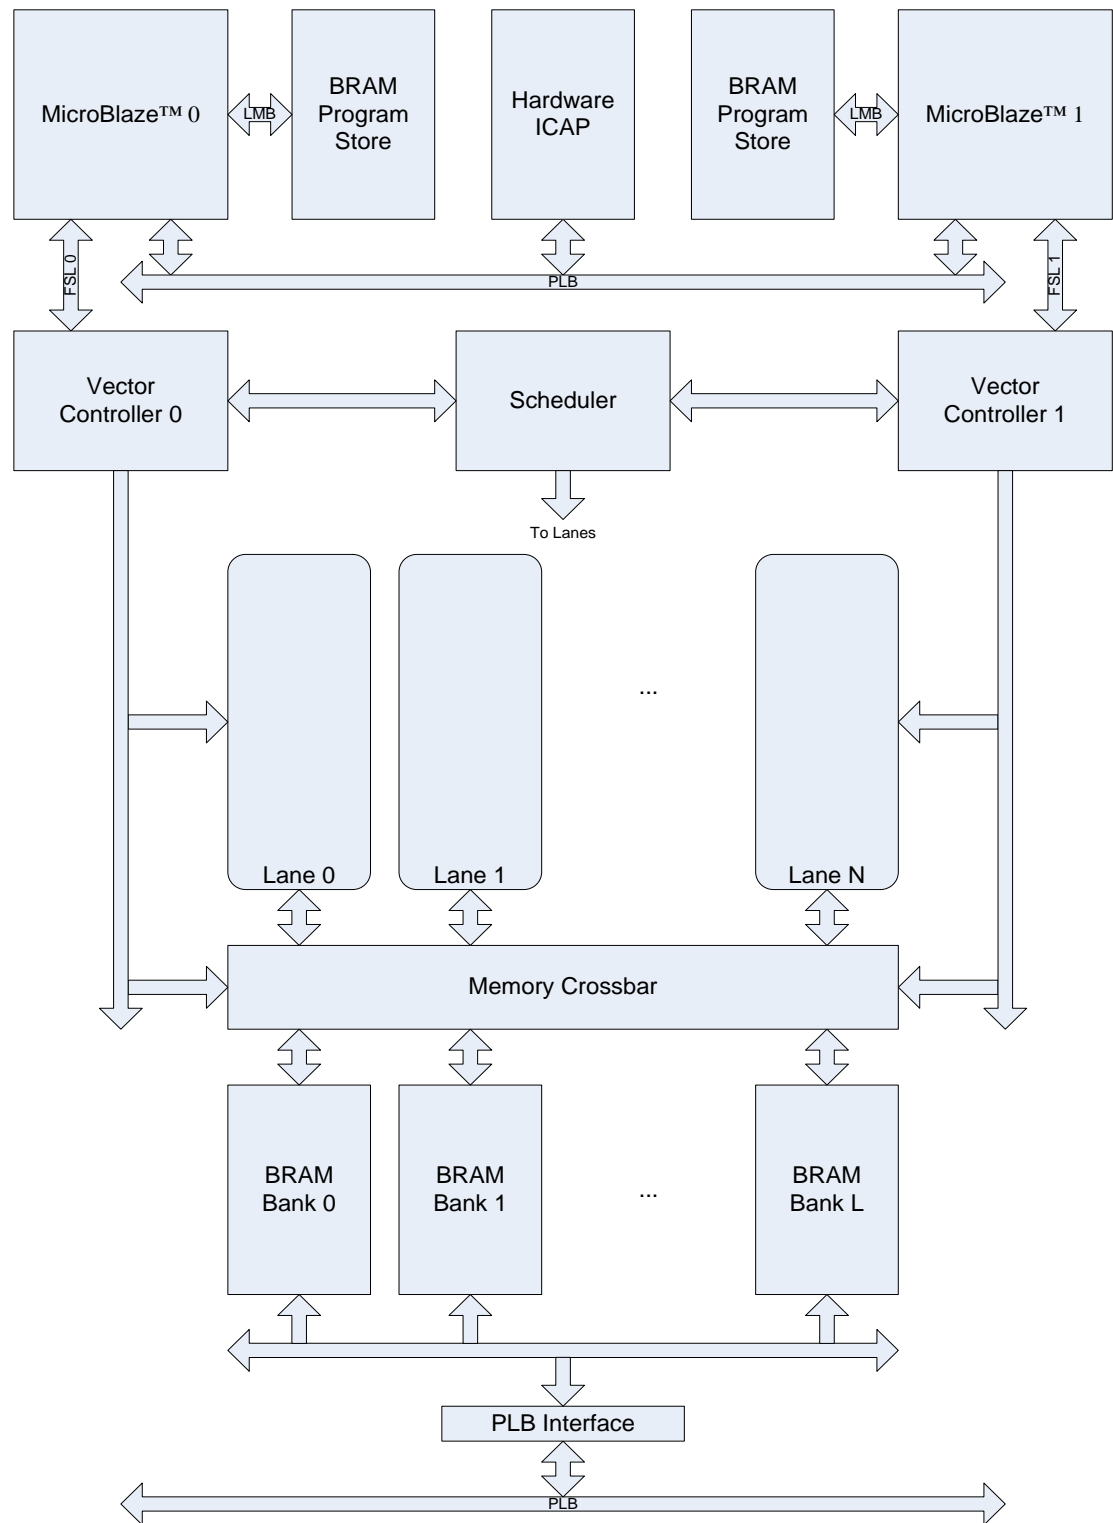 MicroBlaze™ 0
LMB
BRAM
Program
Store
Hardware
ICAP
BRAM
Program
Store
LMB
MicroBlaze™ 1
FSL 0
PLB
FSL 1
Vector
Controller 0
Scheduler
Vector
Controller 1
To Lanes
...
Lane 0
Lane 1
Lane N
Memory Crossbar
BRAM
Bank 0
BRAM
Bank 1
...
BRAM
Bank L
PLB Interface
PLB